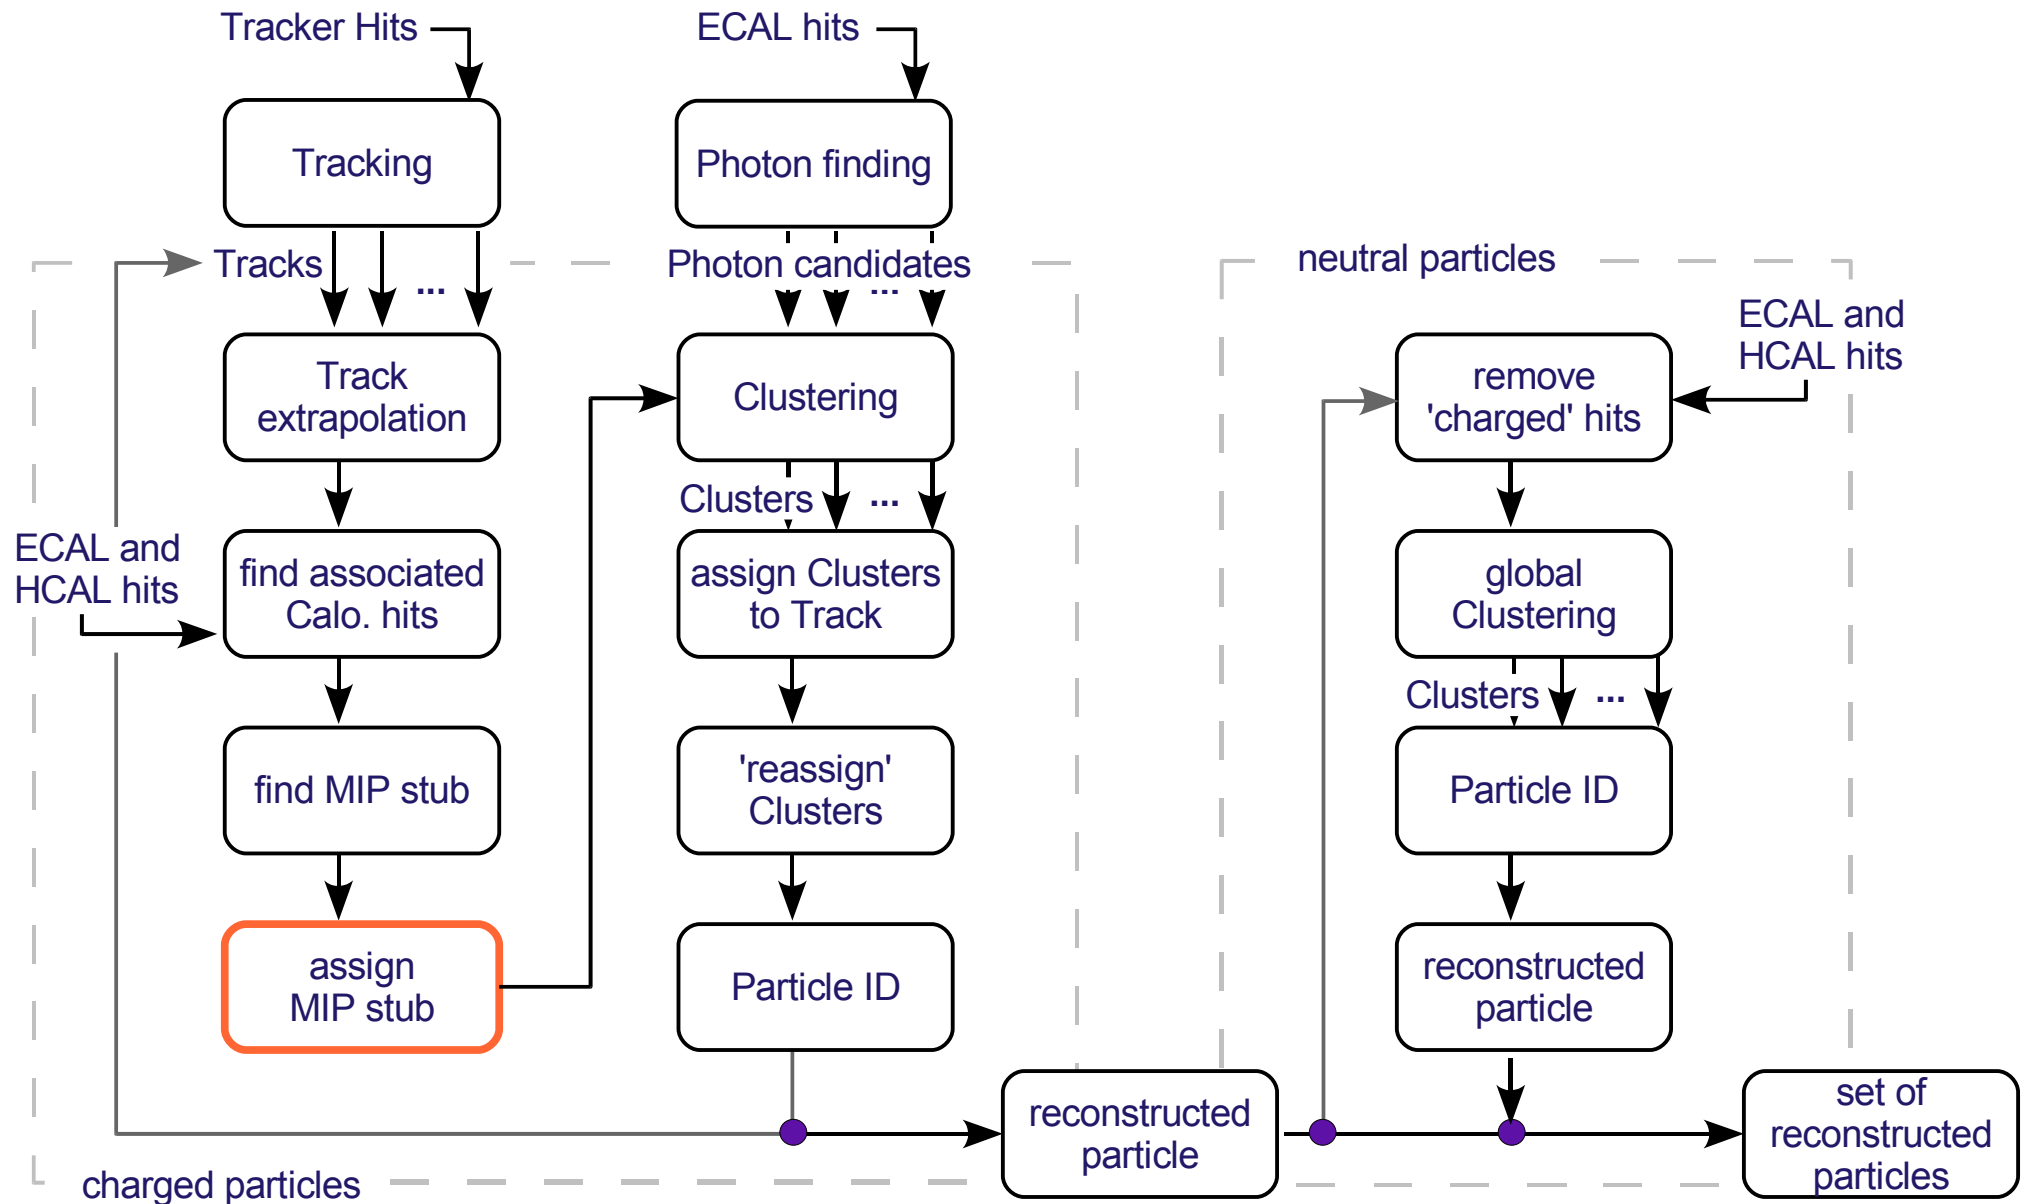 Tracker Hits
Tracking
Tracks
...
Track
extrapolation
ECAL and
HCAL hits
find associated
Calo. hits
find MIP stub
assign
MIP stub
ECAL hits
Photon finding
Photon candidates
...
Clustering
Clusters
...
assign Clusters
to Track
'reassign'
Clusters
Particle ID
reconstructed
particle
charged particles
neutral particles
ECAL and
HCAL hits
remove
'charged' hits
global
Clustering
Clusters
...
Particle ID
reconstructed
particle
set of
reconstructed
particles